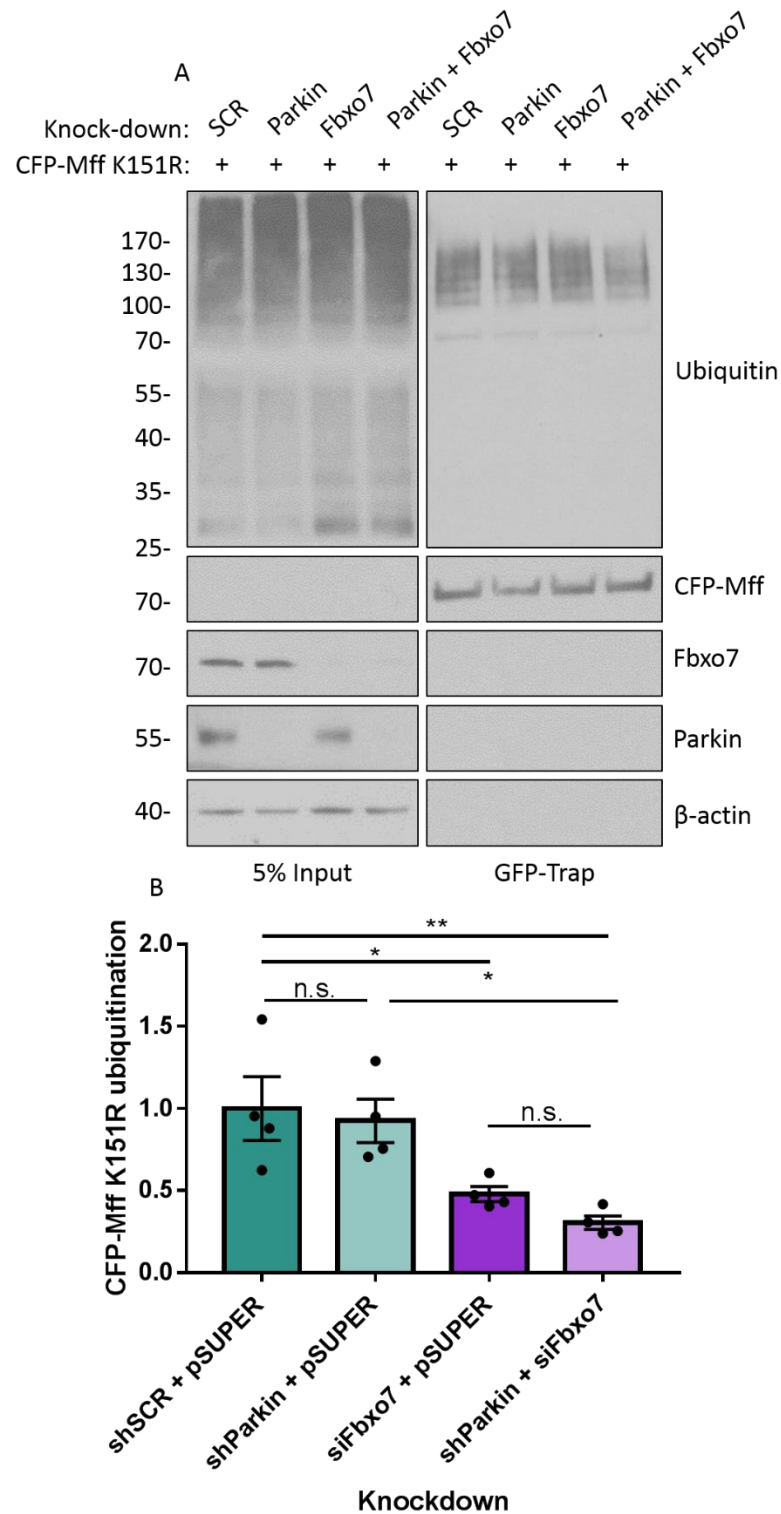 A
Knock-down: SCR Parkin Fbxo7 Parkin + Fbxo7 SCR Parkin Fbxo7 Parkin + Fbxo7
CFP-Mff K151R: + + + + + + + +
170-
130-
100-
70-
55-
40-
35-
25-
Ubiquitin
70-
CFP-Mff
70-
Fbxo7
55-
Parkin
40-
β-actin
5% Input GFP-Trap
B
CFP-Mff K151R ubiquitination
2.0
1.5
1.0
0.5
0.0
**
*
*
n.s.
n.s.
shSCR + pSUPER
shParkin + pSUPER
siFbxo7 + pSUPER
shParkin + siFbxo7
Knockdown